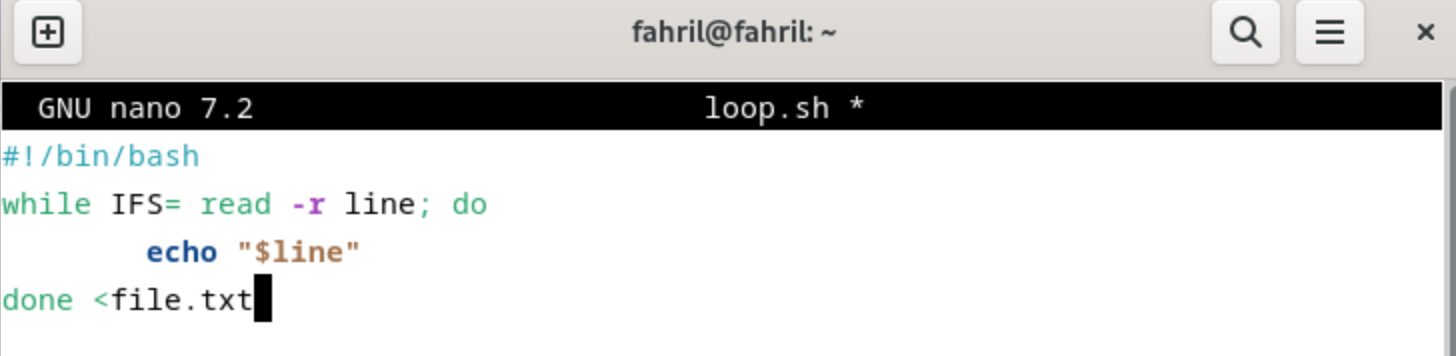 fahril@fahril: ~
GNU nano 7.2 loop.sh *
#!/bin/bash
while IFS= read -r line; do
        echo "$line"
done <file.txt